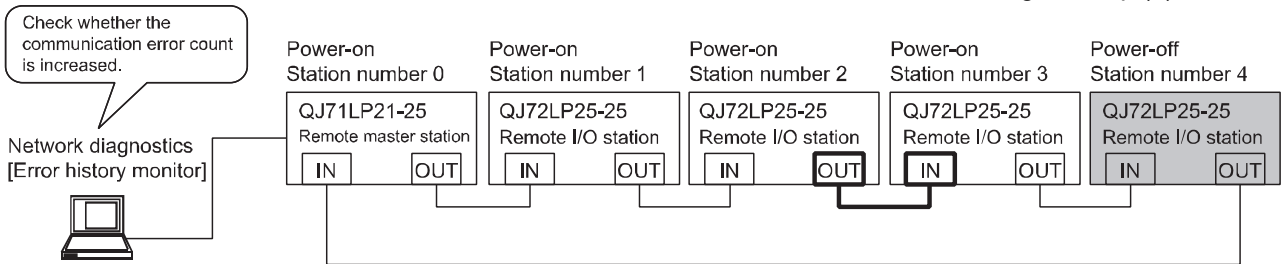 Check whether the
communication error count
is increased.
Network diagnostics
[Error history monitor]
Power-on
Station number 0
QJ71LP21-25
Remote master station
IN OUT
Power-on
Station number 1
QJ72LP25-25
Remote I/O station
IN OUT
Power-on
Station number 2
QJ72LP25-25
Remote I/O station
IN OUT
Power-on
Station number 3
QJ72LP25-25
Remote I/O station
IN OUT
Power-off
Station number 4
QJ72LP25-25
Remote I/O station
IN OUT